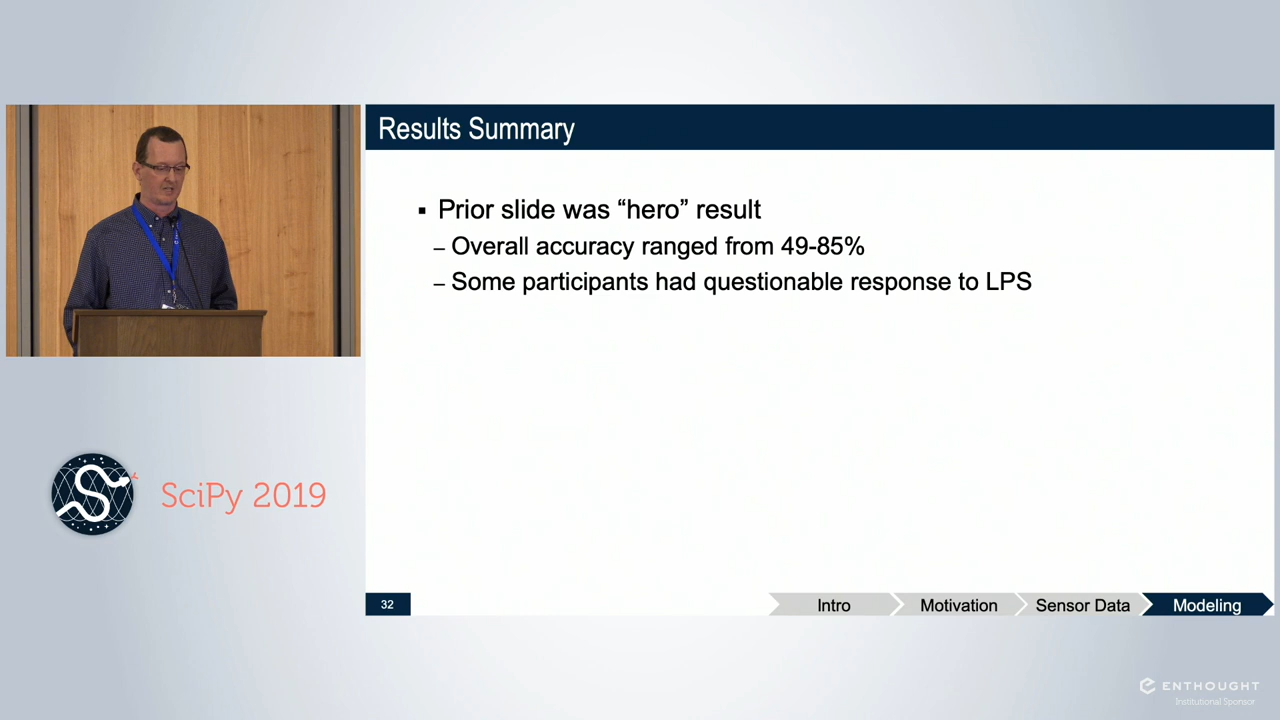 Results Summary
▪ Prior slide was “hero” result
– Overall accuracy ranged from 49-85%
– Some participants had questionable response to LPS
SciPy 2019
32
Intro
Motivation
Sensor Data
Modeling
ENTHOUGHT
Institutional Sponsor